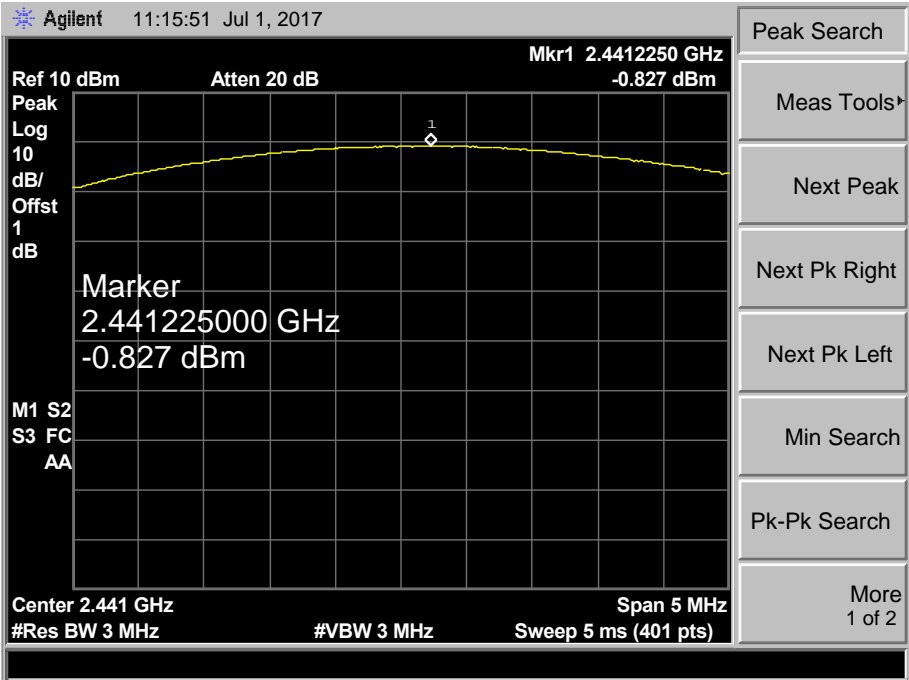 Agilent 11:15:51 Jul 1, 2017
Mkr1 2.4412250 GHz
Ref 10 dBm Atten 20 dB -0.827 dBm
Peak
Log
10
dB/
Offst
1
dB
1
Marker
2.441225000 GHz
-0.827 dBm
M1 S2
S3 FC
AA
Center 2.441 GHz Span 5 MHz
#Res BW 3 MHz #VBW 3 MHz Sweep 5 ms (401 pts)
Peak Search
Meas Tools
Next Peak
Next Pk Right
Next Pk Left
Min Search
Pk-Pk Search
More
1 of 2